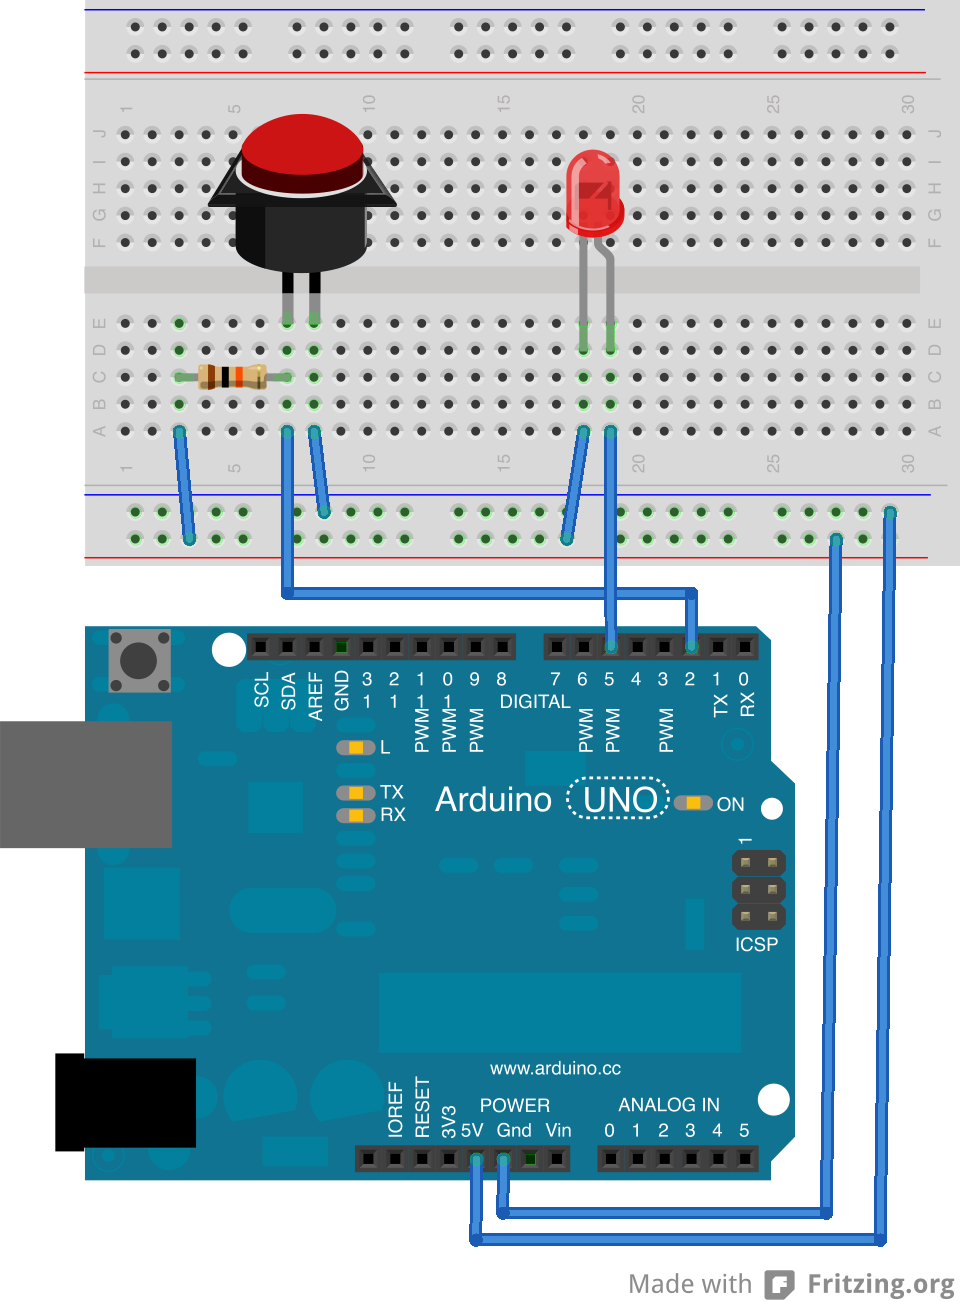 1 5 10 15 20 25 30
J J
I I
H H
G G
F F
E E
D D
C C
B B
A A
1 5 10 15 20 25 30
SCL SDA AREF GND 13 12 PWM 11 PWM 10 PWM 9 8
DIGITAL
7 PWM 6 PWM 5 4 PWM 3 2 TX 1 RX 0
L
TX
RX
Arduino UNO
ON
1
ICSP
www.arduino.cc
POWER
IOREF RESET 3V3 5V Gnd Vin
ANALOG IN
0 1 2 3 4 5
Made with Fritzing.org